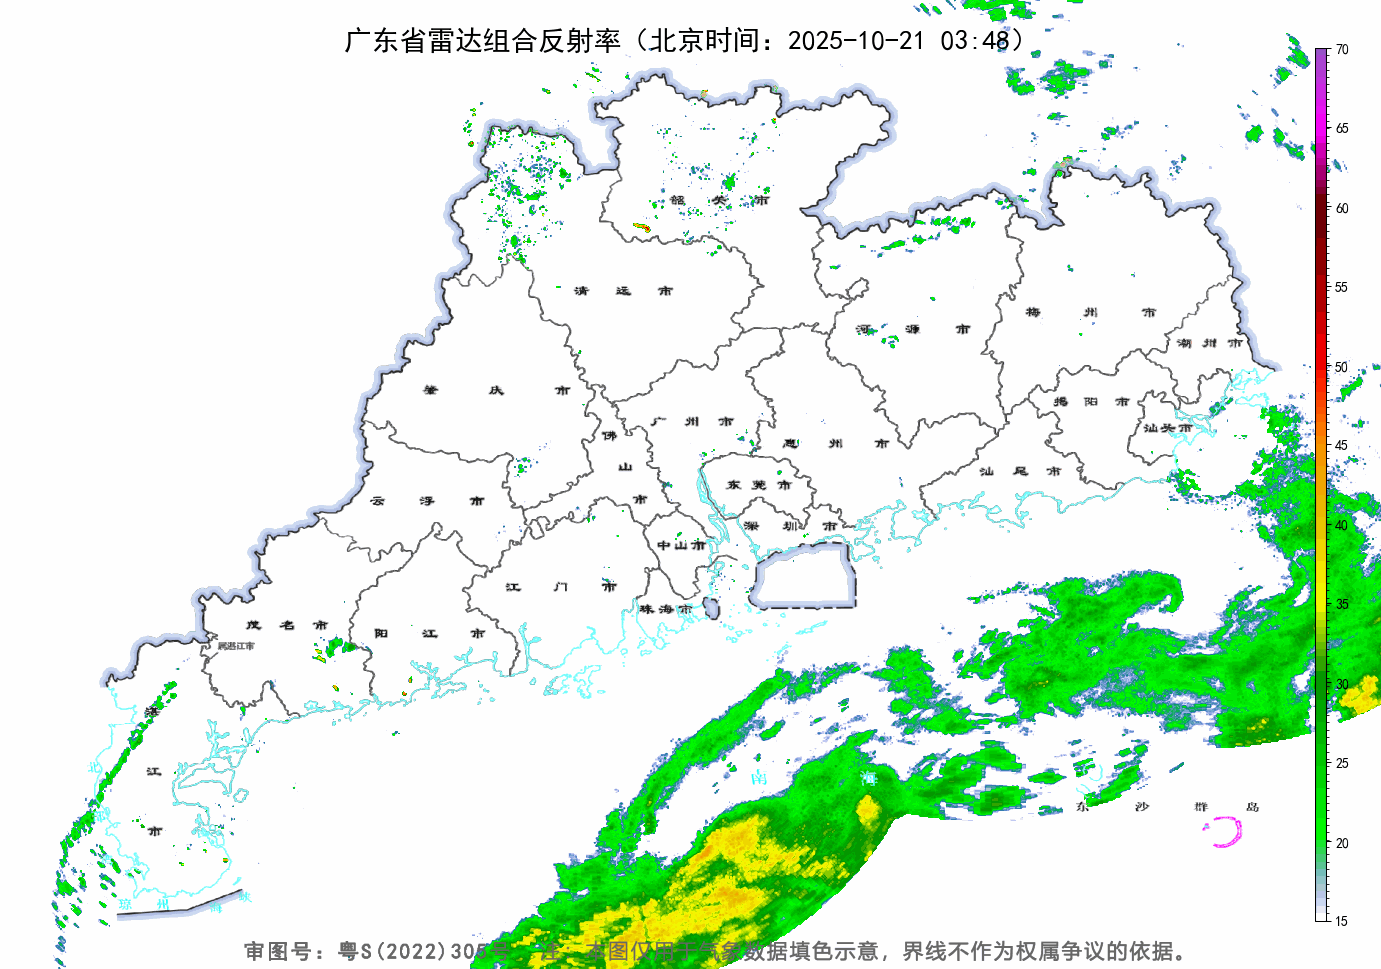 广东省雷达组合反射率（北京时间：2025-10-21 03:48）
70
65
60
55
50
45
40
35
30
25
20
15
韶 关 市
清 远 市
河 源 市
梅 州 市
潮 州 市
肇 庆 市
揭 阳 市
汕头市
广 州 市
佛 山 市
惠 州 市
汕 尾 市
东 莞 市
云 浮 市
深 圳 市
中山市
江 门 市
珠海市
茂 名 市
阳 江 市
属湛江市
湛 江 市
北
南 海
东 沙 群 岛
琼 州 海 峡
审图号：粤S(2022)305号 注：本图仅用于气象数据填色示意，界线不作为权属争议的依据。